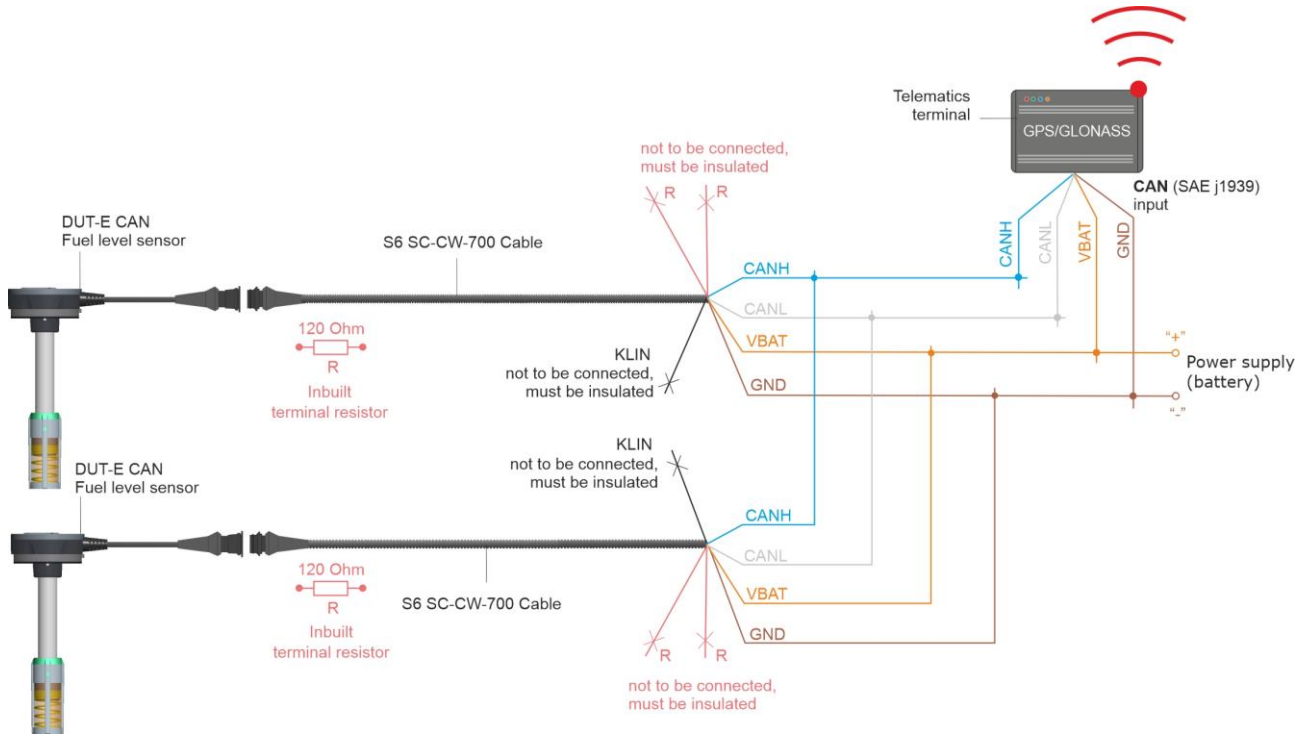 Telematics
terminal
GPS/GLONASS
CAN (SAE j1939)
input
CANH
CANL
VBAT
GND
not to be connected,
must be insulated
R
R
DUT-E CAN
Fuel level sensor
S6 SC-CW-700 Cable
CANH
CANL
VBAT
GND
120 Ohm
R
Inbuilt
terminal resistor
KLIN
not to be connected,
must be insulated
"+"
Power supply
(battery)
"-"
KLIN
not to be connected,
must be insulated
DUT-E CAN
Fuel level sensor
CANH
CANL
VBAT
GND
120 Ohm
R
Inbuilt
terminal resistor
S6 SC-CW-700 Cable
R
R
not to be connected,
must be insulated